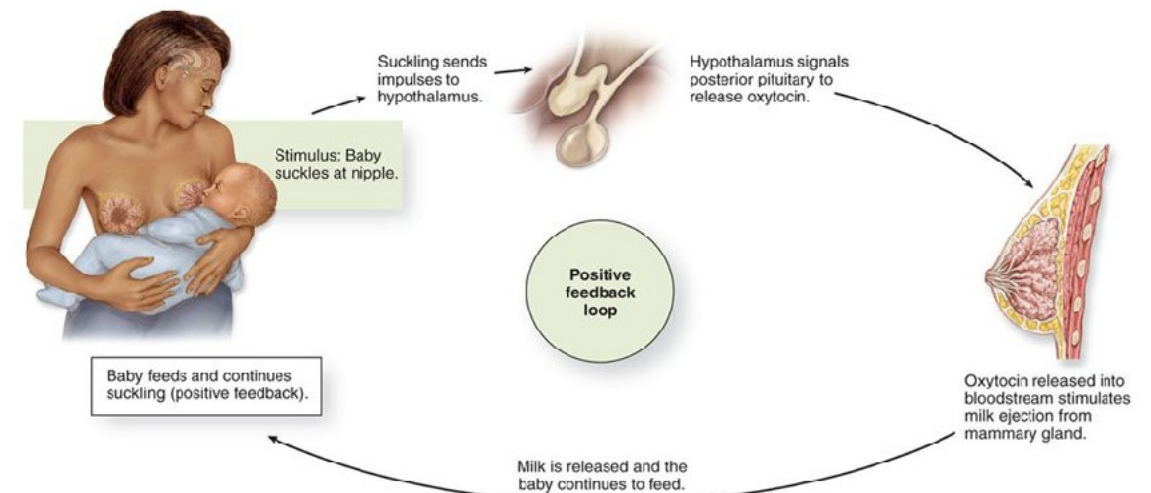 Stimulus: Baby
suckles at nipple.
Suckling sends
impulses to
hypothalamus.
Hypothalamus signals
posterior pituitary to
release oxytocin.
Oxytocin released into
bloodstream stimulates
milk ejection from
mammary gland.
Milk is released and the
baby continues to feed.
Baby feeds and continues
suckling (positive feedback).
Positive
feedback
loop